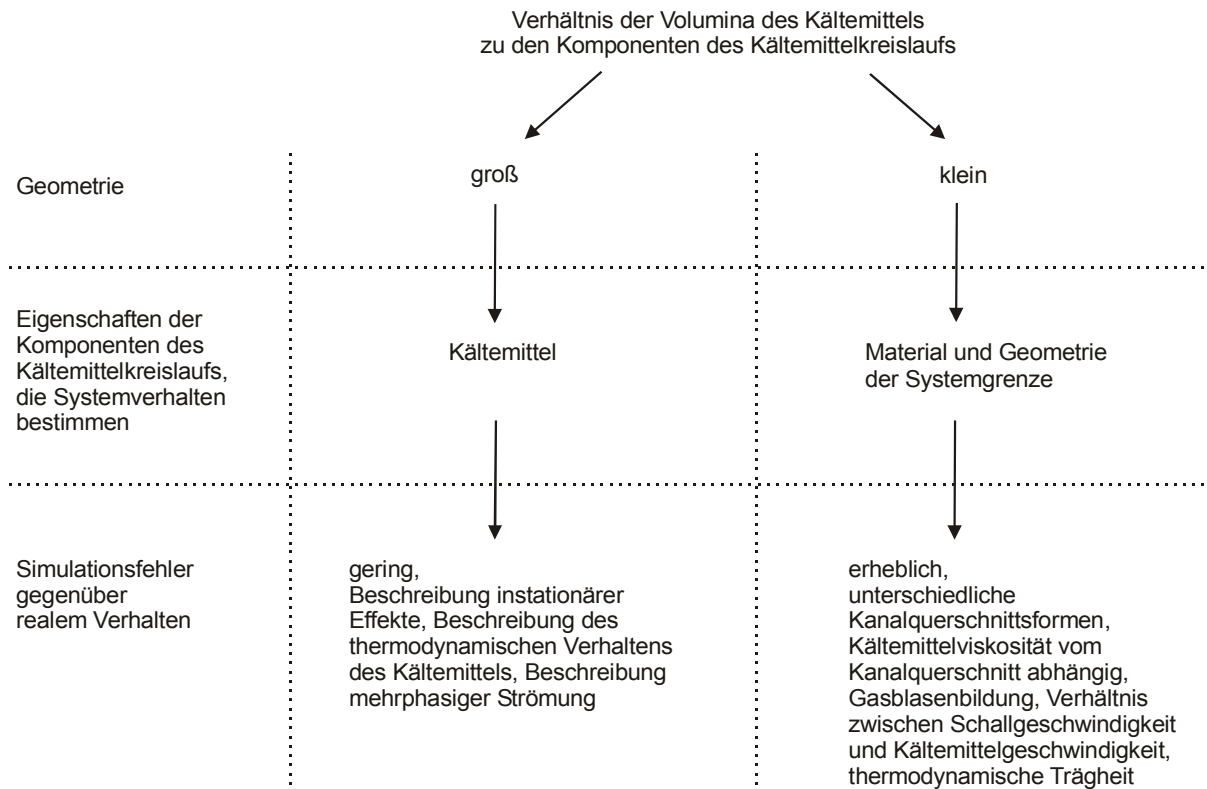 Verhältnis der Volumina des Kältemittels
zu den Komponenten des Kältemittelkreislaufs
Geometrie
groß
klein
Eigenschaften der
Komponenten des
Kältemittelkreislaufs,
die Systemverhalten
bestimmen
Kältemittel
Material und Geometrie
der Systemgrenze
Simulationsfehler
gegenüber
realem Verhalten
gering,
Beschreibung instationärer
Effekte, Beschreibung des
thermodynamischen Verhaltens
des Kältemittels, Beschreibung
mehrphasiger Strömung
erheblich,
unterschiedliche
Kanalquerschnittsformen,
Kältemittelviskosität vom
Kanalquerschnitt abhängig,
Gasblasenbildung, Verhältnis
zwischen Schallgeschwindigkeit
und Kältemittelgeschwindigkeit,
thermodynamische Trägheit